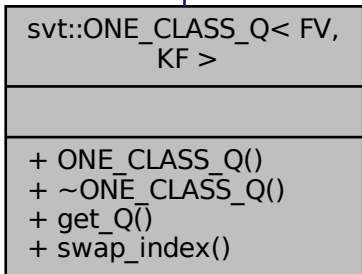 svt::ONE_CLASS_Q< FV,
KF >
+ ONE_CLASS_Q()
+ ~ONE_CLASS_Q()
+ get_Q()
+ swap_index()